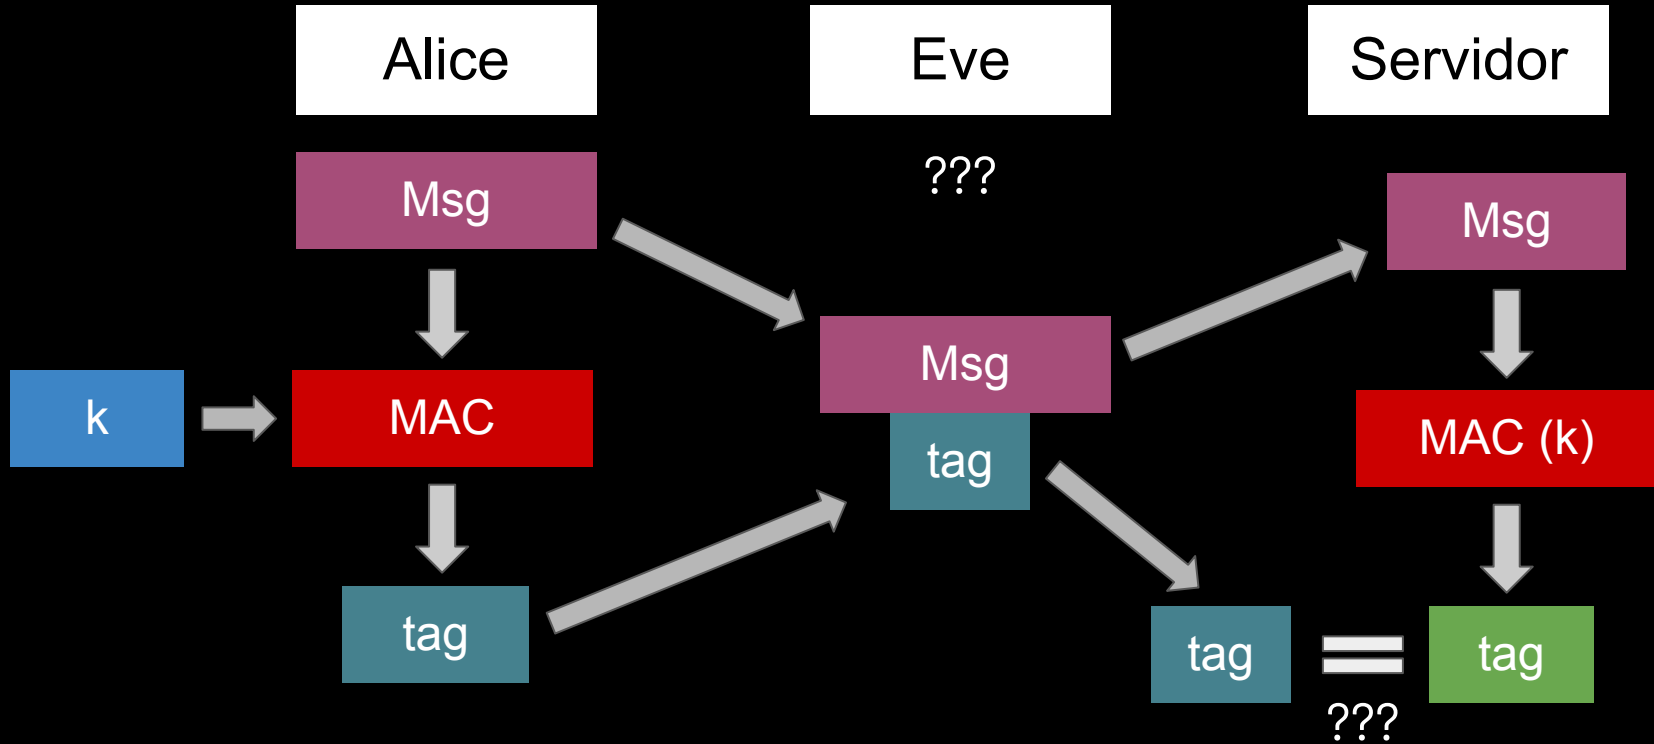 Alice
Eve
Servidor
Msg
???
Msg
Msg
k
MAC
tag
MAC (k)
tag
tag
tag
???